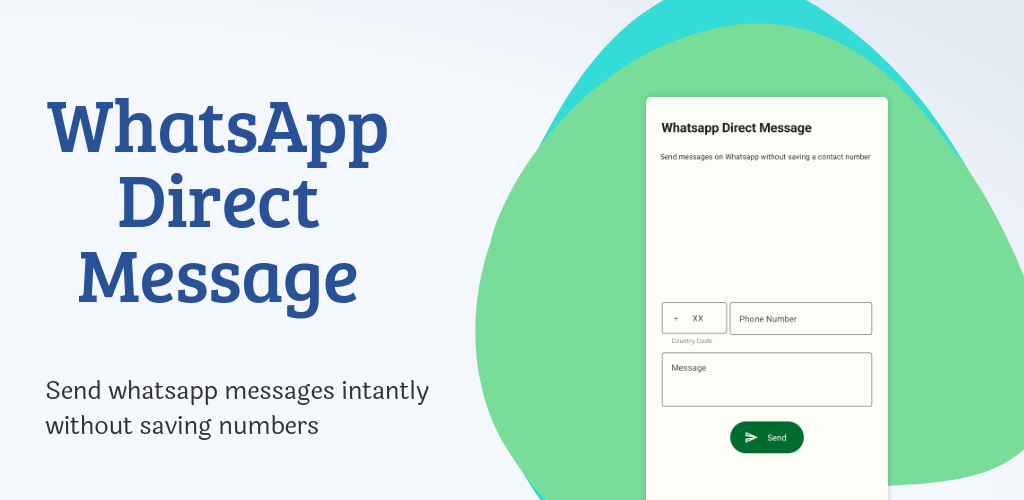 WhatsApp
Direct
Message
Send whatsapp messages intantly
without saving numbers
Whatsapp Direct Message
Send messages on Whatsapp without saving a contact number
+ XX
Phone Number
Country Code
Message
Send